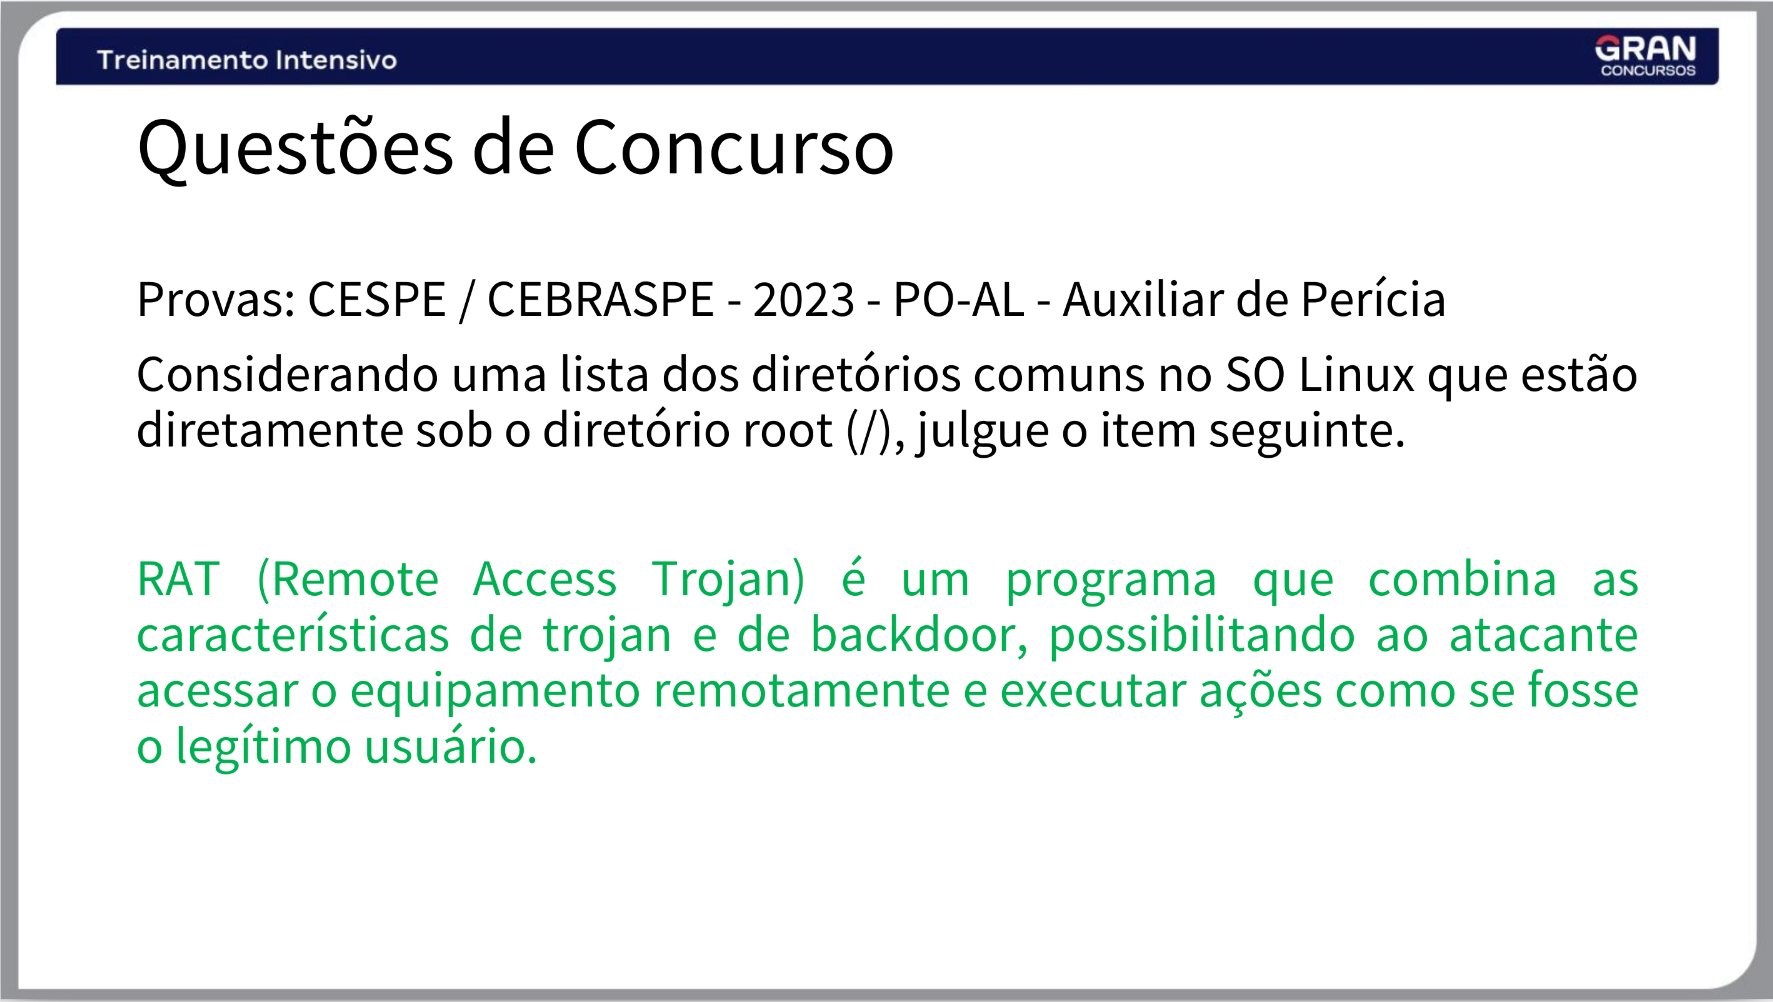 Treinamento Intensivo
GRAN
CONCURSOS
Questões de Concurso
Provas: CESPE / CEBRASPE - 2023 - PO-AL - Auxiliar de Perícia
Considerando uma lista dos diretórios comuns no SO Linux que estão
diretamente sob o diretório root (/), julgue o item seguinte.
RAT (Remote Access Trojan) é um programa que combina as
características de trojan e de backdoor, possibilitando ao atacante
acessar o equipamento remotamente e executar ações como se fosse
o legítimo usuário.